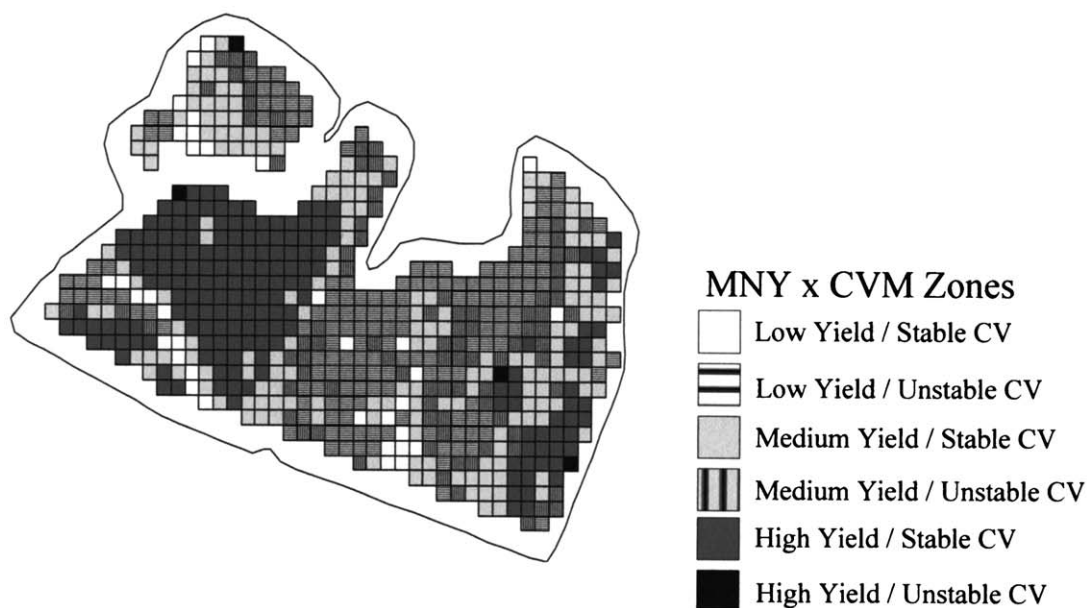 MNY x CVM Zones
Low Yield / Stable CV
Low Yield / Unstable CV
Medium Yield / Stable CV
Medium Yield / Unstable CV
High Yield / Stable CV
High Yield / Unstable CV